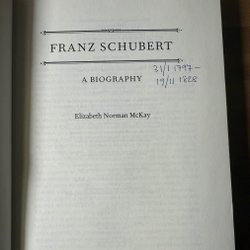 FRANZ SCHUBERT
31/1 1797 –
19/11 1828
A BIOGRAPHY
Elizabeth Norman McKay